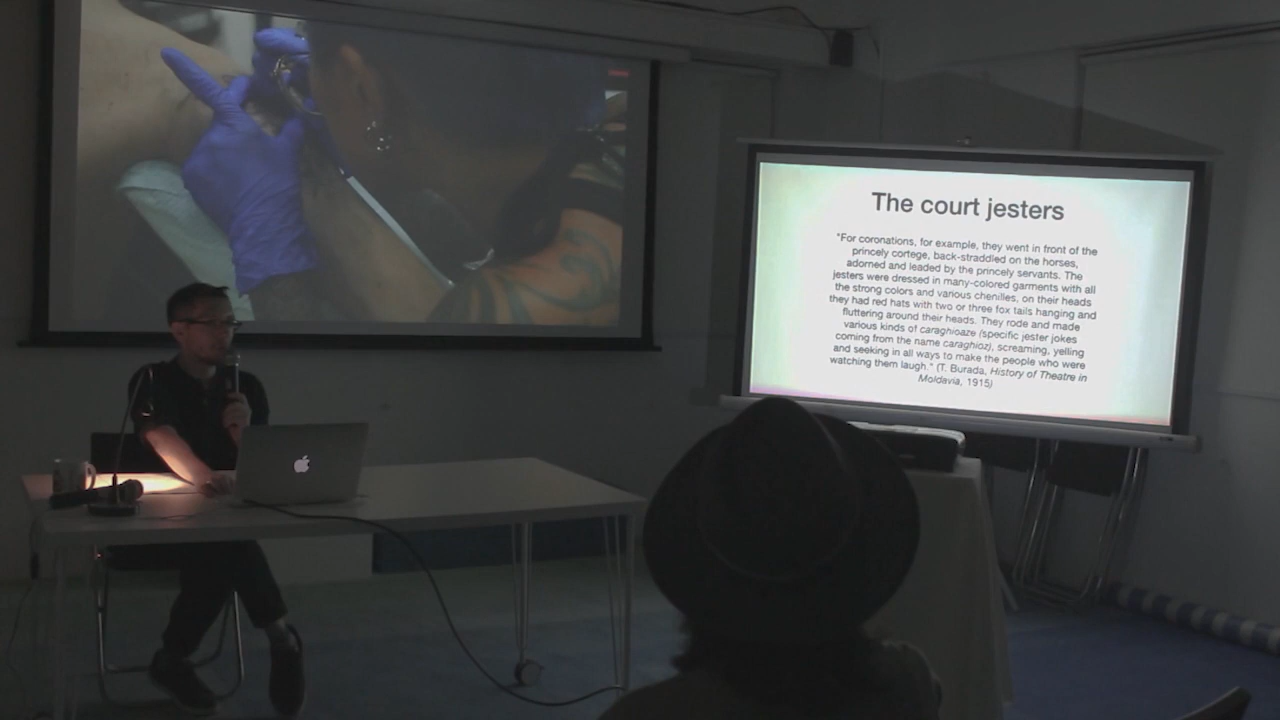 The court jesters
"For coronations, for example, they went in front of the
princely cortege, back-straddled on the horses,
adorned and leaded by the princely servants. The
jesters were dressed in many-colored garments with all
the strong colors and various chenilles, on their heads
they had red hats with two or three fox tails hanging and
fluttering around their heads. They rode and made
various kinds of caraghioaze (specific jester jokes
coming from the name caraghioz), screaming, yelling
and seeking in all ways to make the people who were
watching them laugh." (T. Burada, History of Theatre in
Moldavia, 1915)